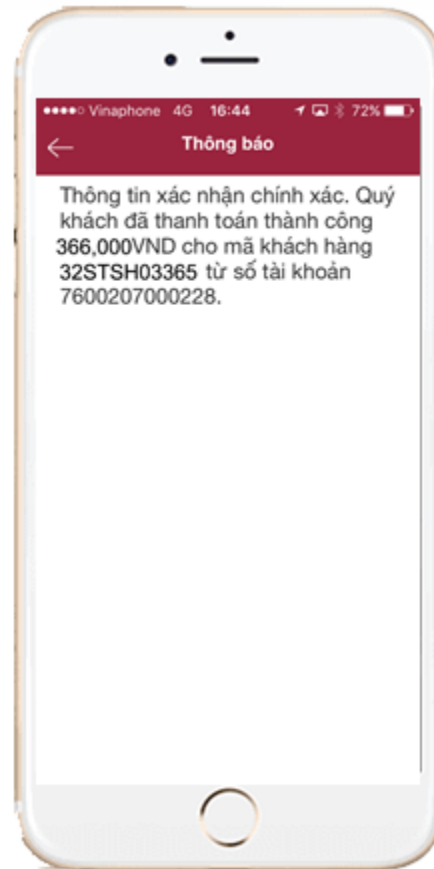 Vinaphone 4G 16:44 72%
Thông báo
Thông tin xác nhận chính xác. Quý
khách đã thanh toán thành công
366,000VND cho mã khách hàng
32STSH03365 từ số tài khoản
7600207000228.